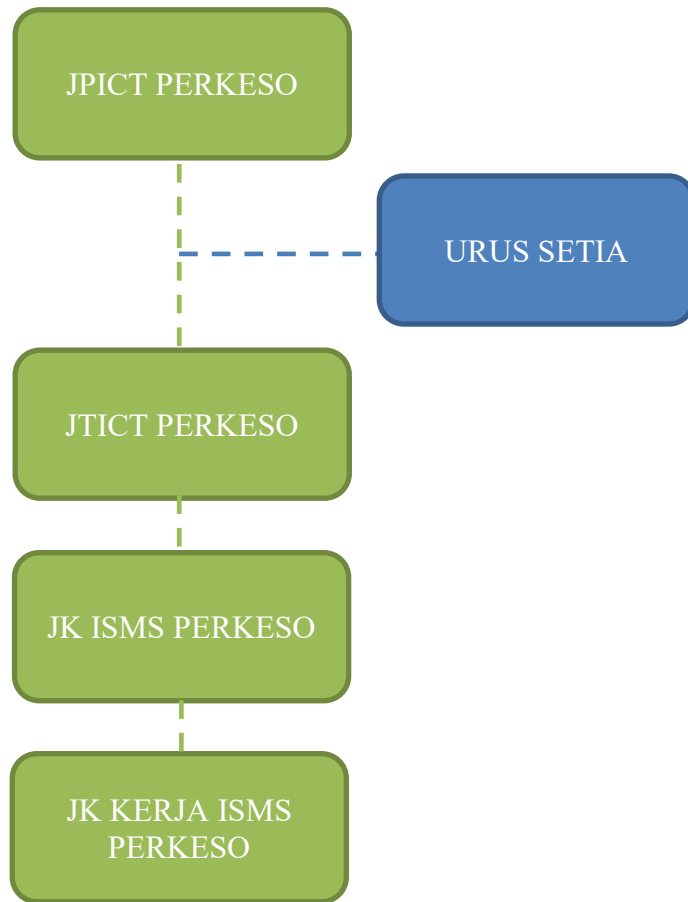 JPICT PERKESO
URUS SETIA
JTICT PERKESO
JK ISMS PERKESO
JK KERJA ISMS
PERKESO